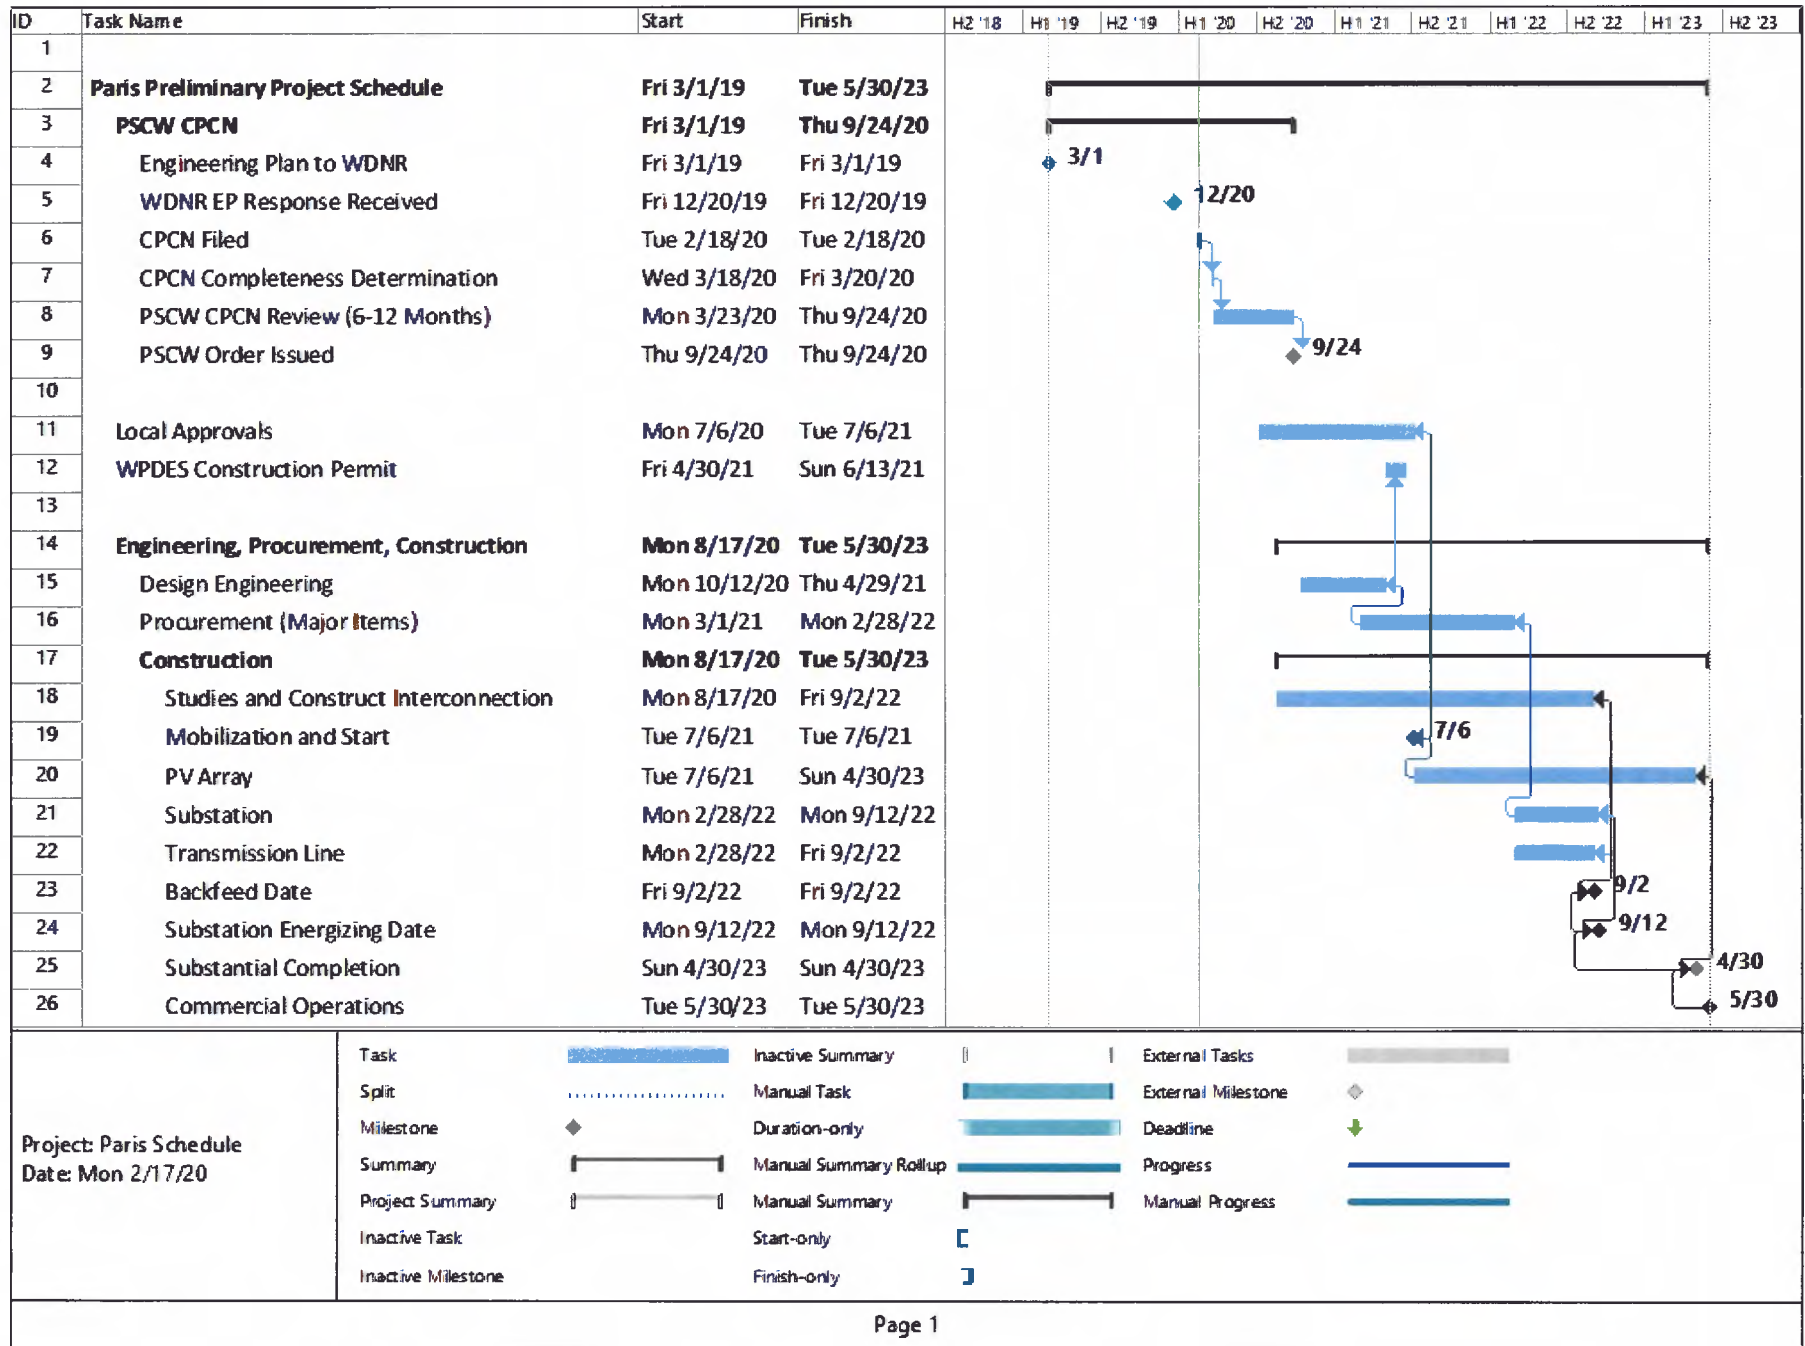 ID Task Name Start Finish H2 '18 H1 '19 H2 '19 H1 '20 H2 '20 H1 '21 H2 '21 H1 '22 H2 '22 H1 '23 H2 '23
1
2 Paris Preliminary Project Schedule Fri 3/1/19 Tue 5/30/23
3 PSCW CPCN Fri 3/1/19 Thu 9/24/20
4 Engineering Plan to WDNR Fri 3/1/19 Fri 3/1/19 3/1
5 WDNR EP Response Received Fri 12/20/19 Fri 12/20/19 12/20
6 CPCN Filed Tue 2/18/20 Tue 2/18/20
7 CPCN Completeness Determination Wed 3/18/20 Fri 3/20/20
8 PSCW CPCN Review (6-12 Months) Mon 3/23/20 Thu 9/24/20
9 PSCW Order Issued Thu 9/24/20 Thu 9/24/20 9/24
10
11 Local Approvals Mon 7/6/20 Tue 7/6/21
12 WPDES Construction Permit Fri 4/30/21 Sun 6/13/21
13
14 Engineering, Procurement, Construction Mon 8/17/20 Tue 5/30/23
15 Design Engineering Mon 10/12/20 Thu 4/29/21
16 Procurement (Major Items) Mon 3/1/21 Mon 2/28/22
17 Construction Mon 8/17/20 Tue 5/30/23
18 Studies and Construct Interconnection Mon 8/17/20 Fri 9/2/22
19 Mobilization and Start Tue 7/6/21 Tue 7/6/21 7/6
20 PV Array Tue 7/6/21 Sun 4/30/23
21 Substation Mon 2/28/22 Mon 9/12/22
22 Transmission Line Mon 2/28/22 Fri 9/2/22
23 Backfeed Date Fri 9/2/22 Fri 9/2/22 9/2
24 Substation Energizing Date Mon 9/12/22 Mon 9/12/22 9/12
25 Substantial Completion Sun 4/30/23 Sun 4/30/23 4/30
26 Commercial Operations Tue 5/30/23 Tue 5/30/23 5/30
Project: Paris Schedule
Date: Mon 2/17/20
Task Inactive Summary External Tasks
Split Manual Task External Milestone
Milestone Duration-only Deadline
Summary Manual Summary Rollup Progress
Project Summary Manual Summary Manual Progress
Inactive Task Start-only
Inactive Milestone Finish-only
Page 1